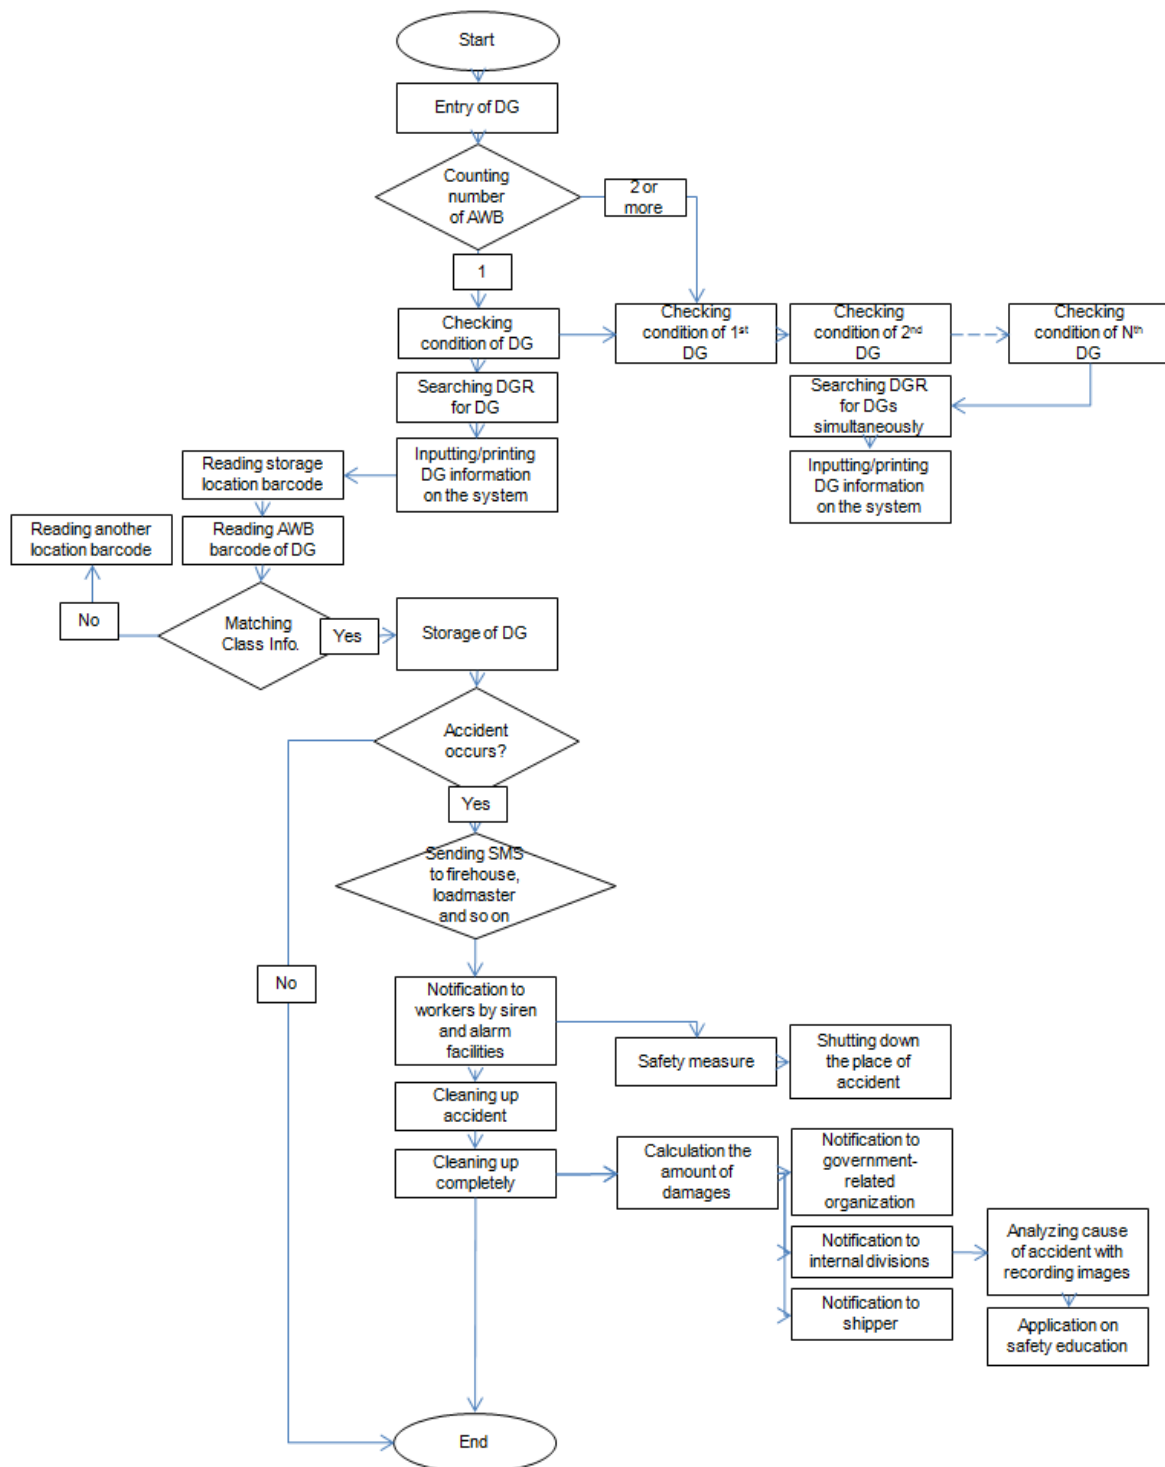 Start
Entry of DG
Counting
number
of AWB
2 or
more
1
Checking
condition of DG
Checking
condition of 1st
DG
Checking
condition of 2nd
DG
Checking
condition of Nth
DG
Searching DGR
for DG
Searching DGR
for DGs
simultaneously
Inputting/printing
DG information
on the system
Inputting/printing
DG information
on the system
Reading storage
location barcode
Reading another
location barcode
Reading AWB
barcode of DG
No
Matching
Class Info.
Yes
Storage of DG
Accident
occurs?
Yes
Sending SMS
to firehouse,
loadmaster
and so on
No
Notification to
workers by siren
and alarm
facilities
Safety measure
Shutting down
the place of
accident
Cleaning up
accident
Cleaning up
completely
Calculation the
amount of
damages
Notification to
government-
related
organization
Notification to
internal divisions
Analyzing cause
of accident with
recording images
Notification to
shipper
Application on
safety education
End